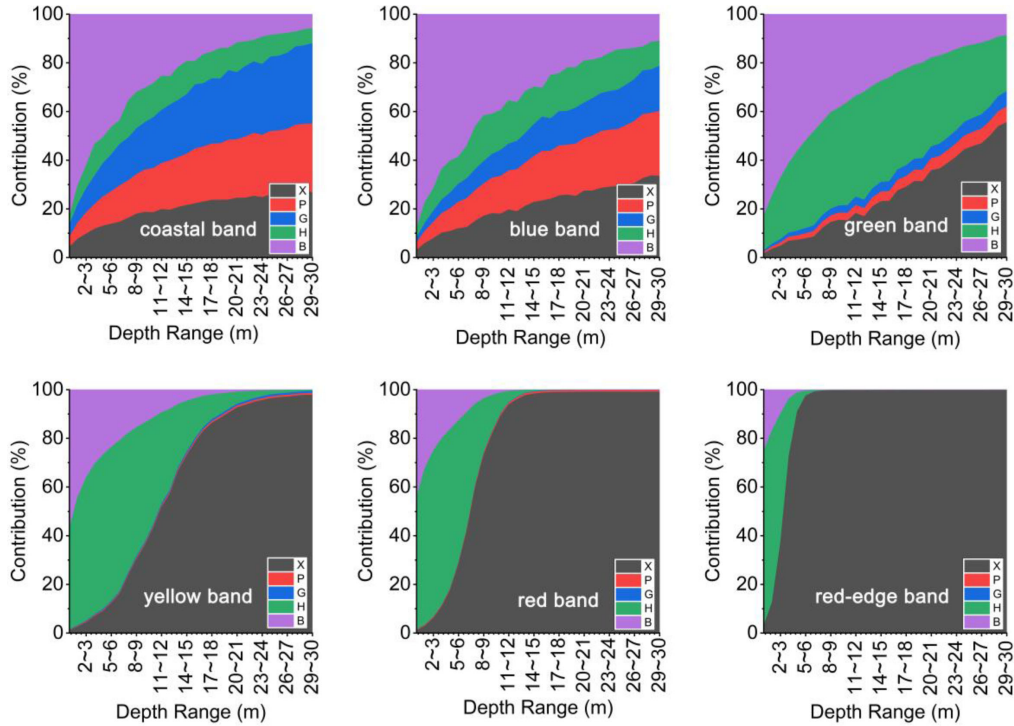 100
80
60
40
20
0
Contribution (%)
coastal band
X
P
G
H
B
2~3
5~6
8~9
11~12
14~15
17~18
20~21
23~24
26~27
29~30
Depth Range (m)
100
80
60
40
20
0
Contribution (%)
blue band
X
P
G
H
B
2~3
5~6
8~9
11~12
14~15
17~18
20~21
23~24
26~27
29~30
Depth Range (m)
100
80
60
40
20
0
Contribution (%)
green band
X
P
G
H
B
2~3
5~6
8~9
11~12
14~15
17~18
20~21
23~24
26~27
29~30
Depth Range (m)
100
80
60
40
20
0
Contribution (%)
yellow band
X
P
G
H
B
2~3
5~6
8~9
11~12
14~15
17~18
20~21
23~24
26~27
29~30
Depth Range (m)
100
80
60
40
20
0
Contribution (%)
red band
X
P
G
H
B
2~3
5~6
8~9
11~12
14~15
17~18
20~21
23~24
26~27
29~30
Depth Range (m)
100
80
60
40
20
0
Contribution (%)
red-edge band
X
P
G
H
B
2~3
5~6
8~9
11~12
14~15
17~18
20~21
23~24
26~27
29~30
Depth Range (m)